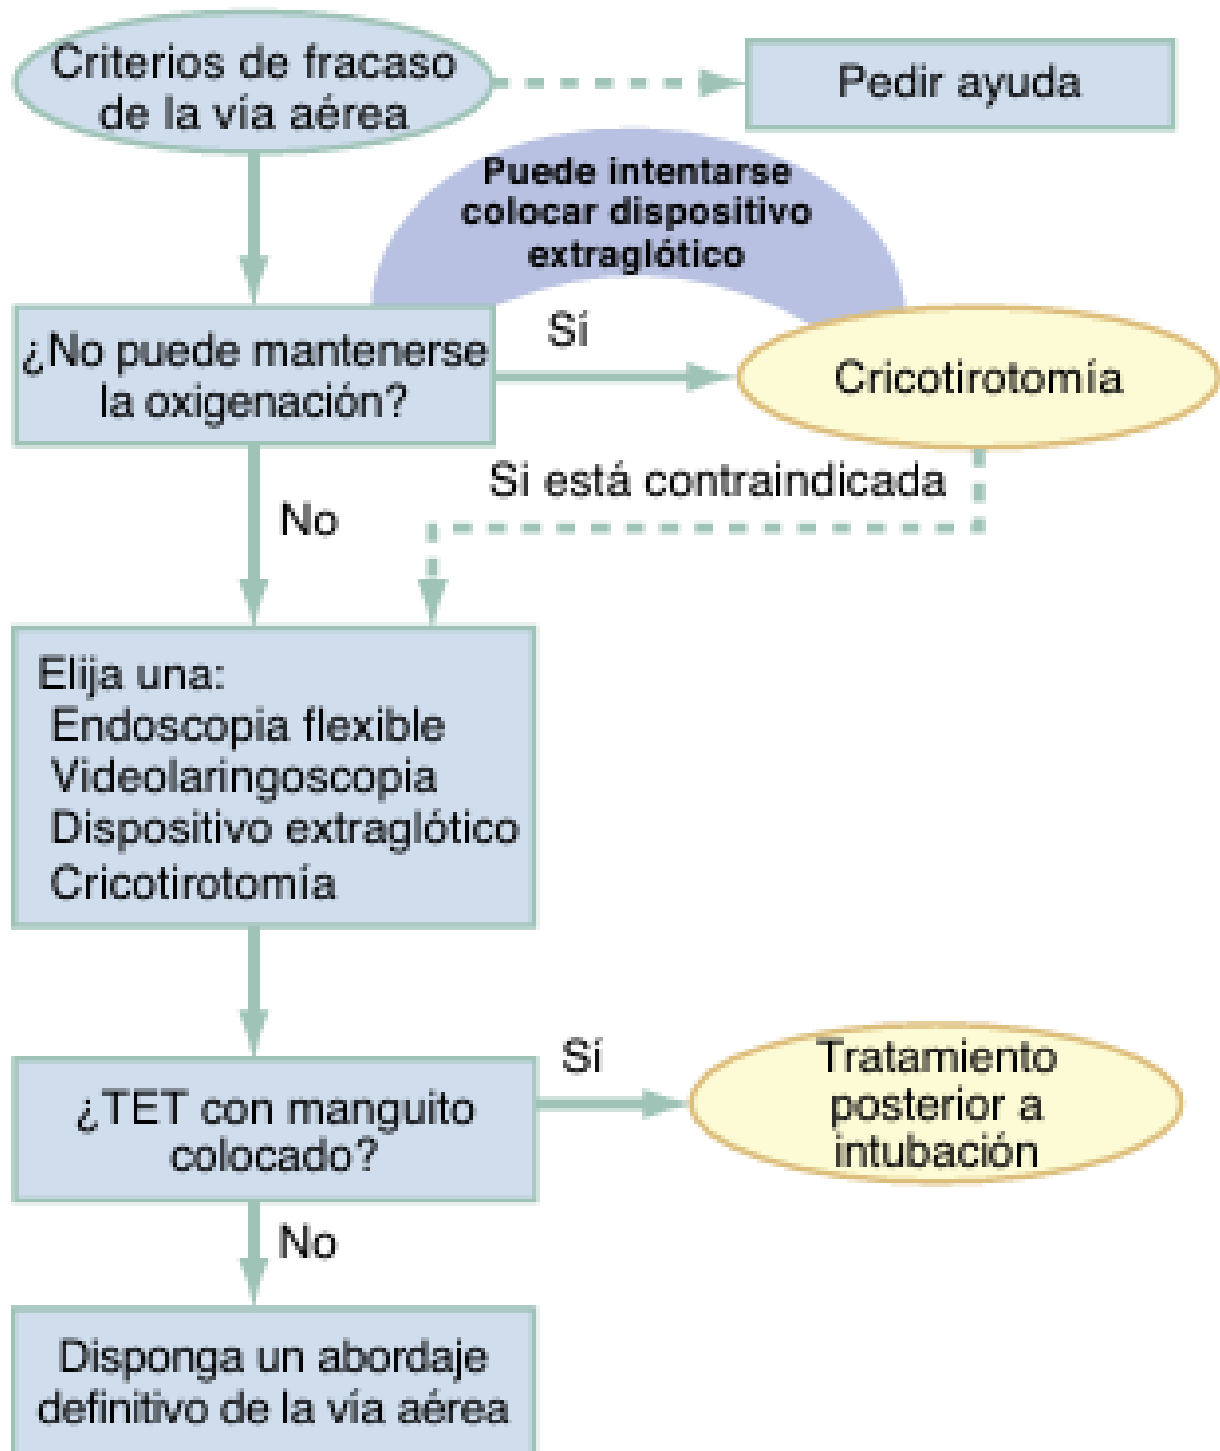 Criterios de fracaso
de la vía aérea
Pedir ayuda
Puede intentarse
colocar dispositivo
extraglótico
¿No puede mantenerse
la oxigenación?
Sí
Cricotirotomía
Si está contraindicada
No
Elija una:
Endoscopia flexible
Videolaringoscopia
Dispositivo extraglótico
Cricotirotomía
¿TET con manguito
colocado?
Sí
Tratamiento
posterior a
intubación
No
Disponga un abordaje
definitivo de la vía aérea